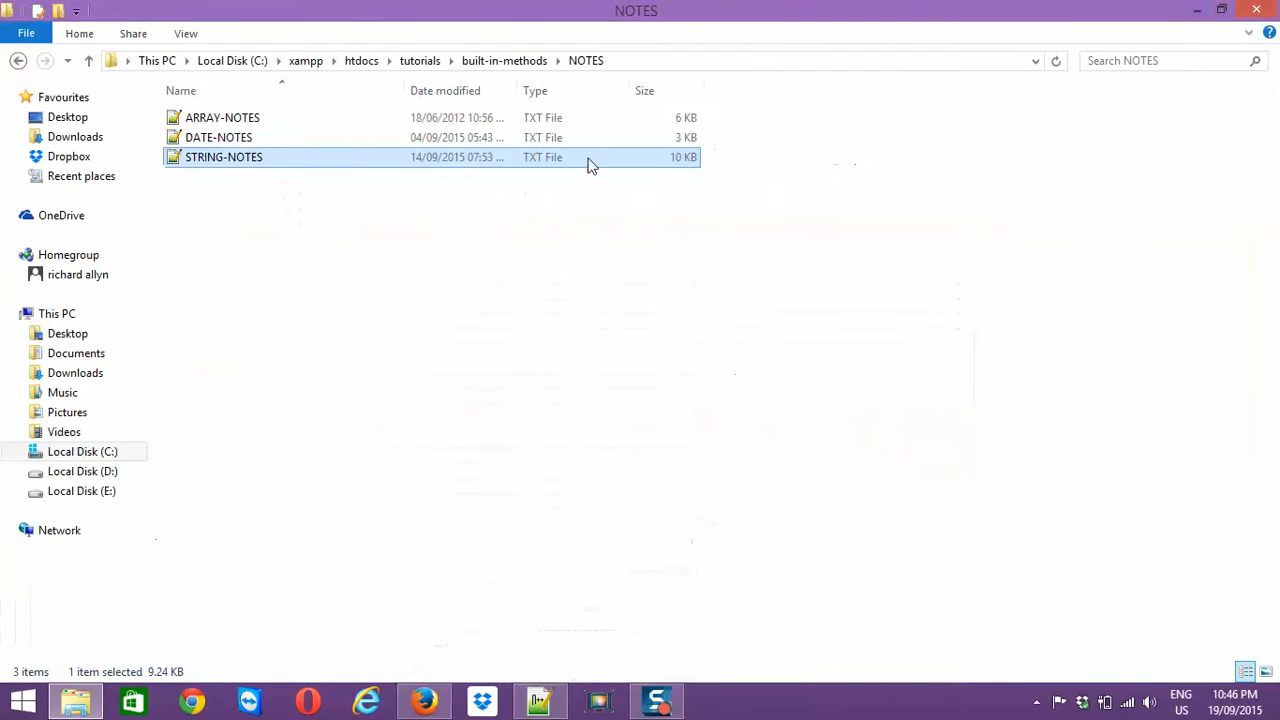 NOTES
File Home Share View
This PC Local Disk (C:) xampp htdocs tutorials built-in-methods NOTES Search NOTES
Name Date modified Type Size
Favourites
Desktop
Downloads
Dropbox
Recent places
OneDrive
Homegroup
richard allyn
This PC
Desktop
Documents
Downloads
Music
Pictures
Videos
Local Disk (C:)
Local Disk (D:)
Local Disk (E:)
Network
ARRAY-NOTES 18/06/2012 10:56 ... TXT File 6 KB
DATE-NOTES 04/09/2015 05:43 ... TXT File 3 KB
STRING-NOTES 14/09/2015 07:53 ... TXT File 10 KB
3 items 1 item selected 9.24 KB
ENG 10:46 PM
US 19/09/2015